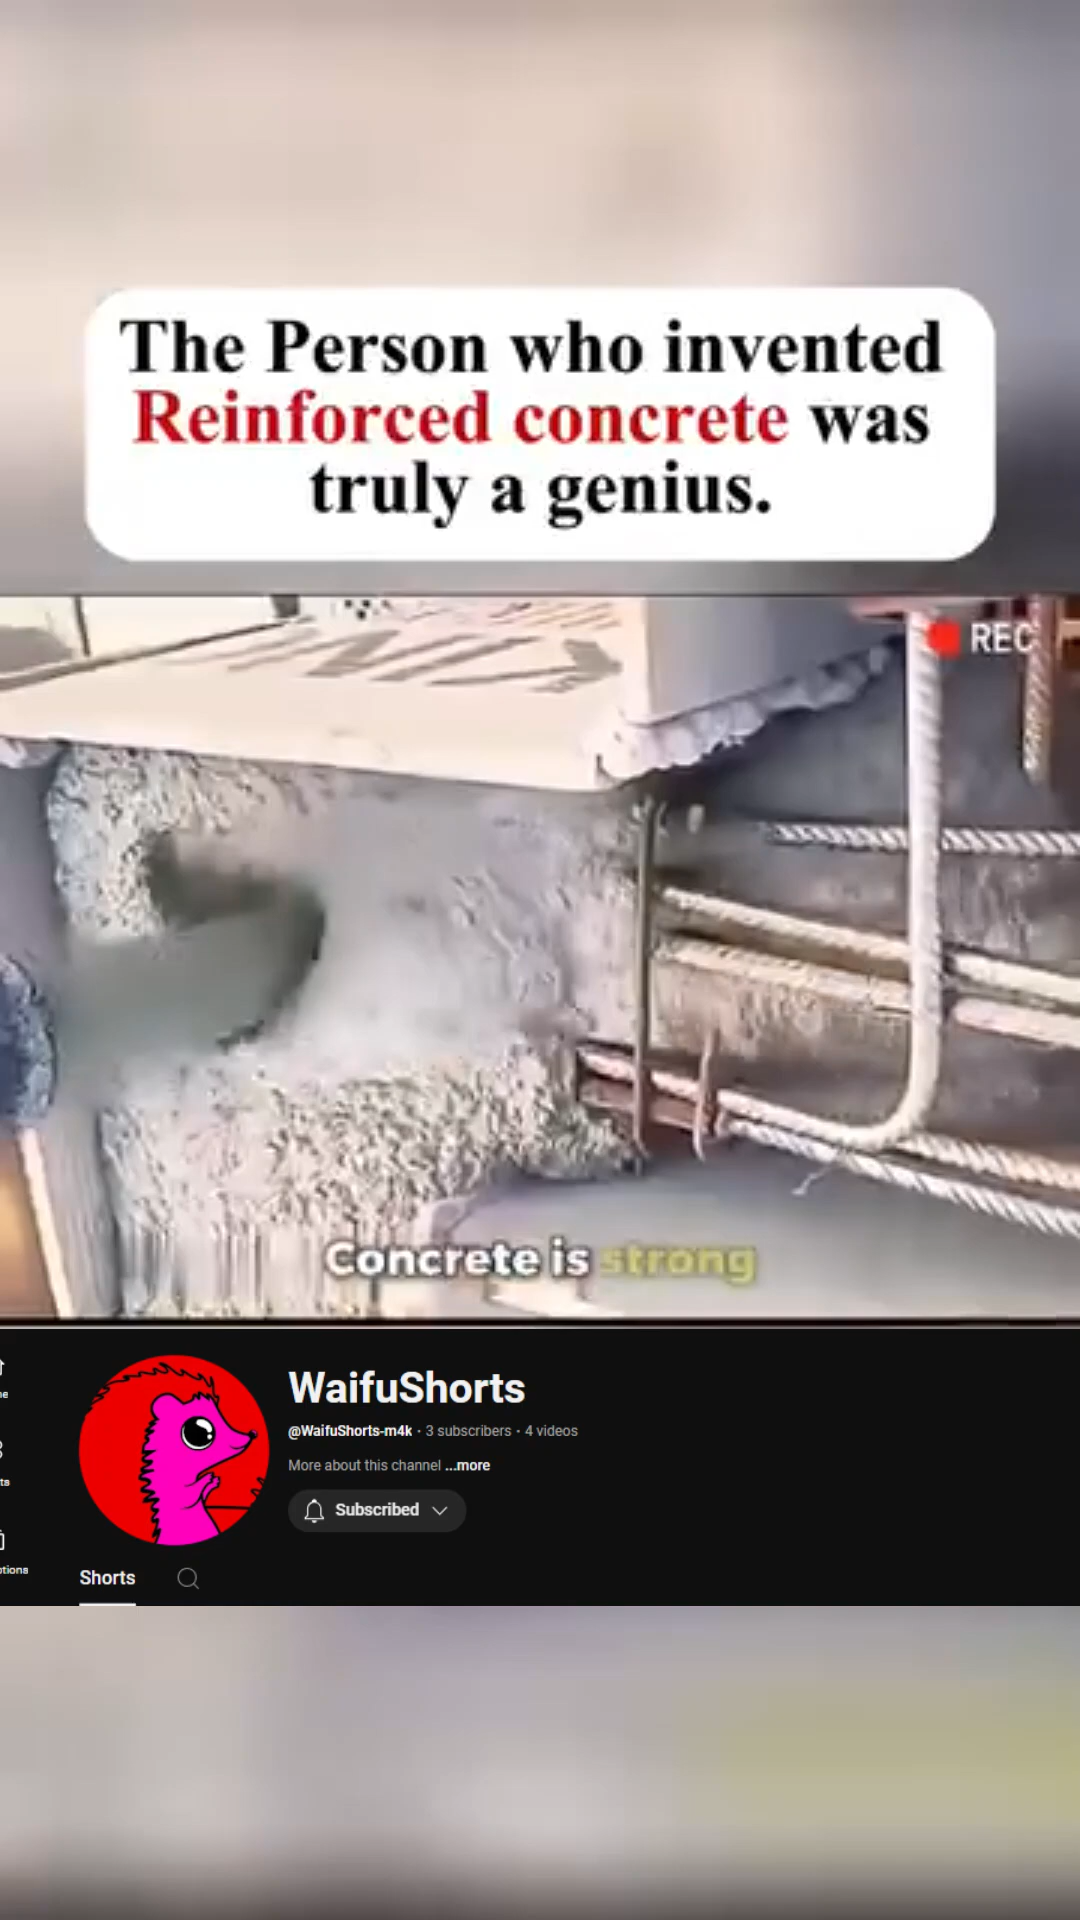 The Person who invented
Reinforced concrete was
truly a genius.
REC
Concrete is strong
WaifuShorts
@WaifuShorts-m4k · 3 subscribers · 4 videos
More about this channel ...more
Subscribed
Shorts